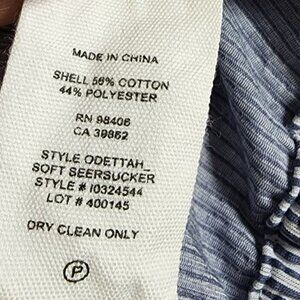 MADE IN CHINA
SHELL 56% COTTON
44% POLYESTER
RN 98406
CA 39862
STYLE ODETTAH_
SOFT SEERSUCKER
STYLE # I0324544
LOT # 400145
DRY CLEAN ONLY
P